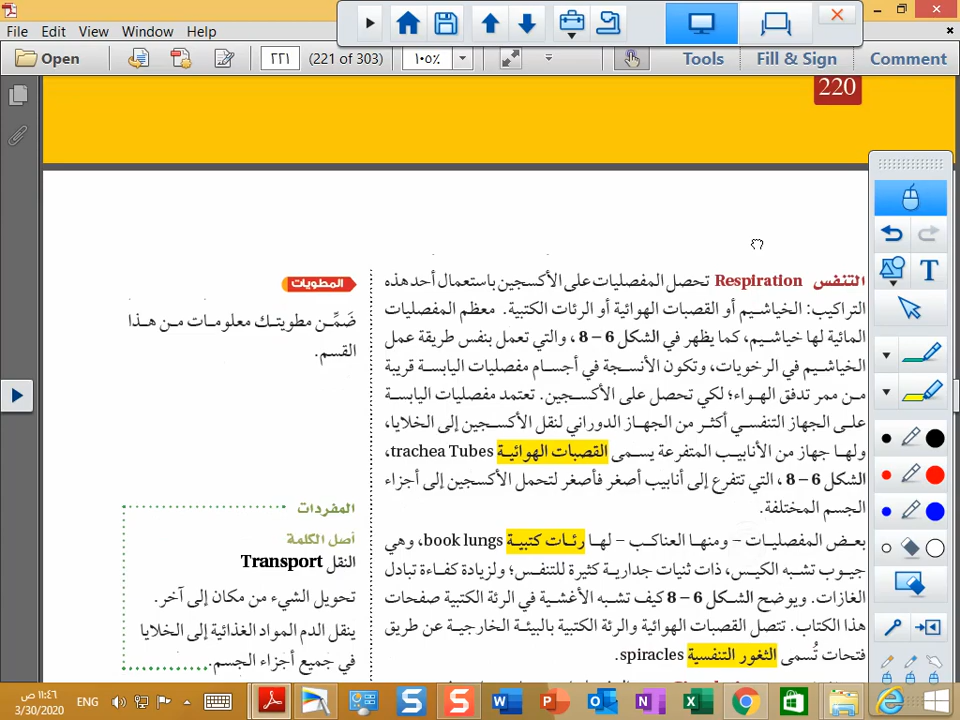 File Edit View Window Help
Open
٢٢١
(221 of 303)
١٠٥٪
Tools
Fill & Sign
Comment
220
التنفس Respiration تحصل المفصليات على الأكسجين باستعمال أحد هذه
التراكيب: الخياشيم أو القصبات الهوائية أو الرئات الكتبية. معظم المفصليات
المائية لها خياشيم، كما يظهر في الشكل 6 – 8، والتي تعمل بنفس طريقة عمل
الخياشيم في الرخويات، وتكون الأنسجة في أجسام مفصليات اليابسة قريبة
من ممر تدفق الهواء؛ لكي تحصل على الأكسجين. تعتمد مفصليات اليابسة
على الجهاز التنفسي أكثر من الجهاز الدوراني لنقل الأكسجين إلى الخلايا،
ولها جهاز من الأنابيب المتفرعة يسمى القصبات الهوائية trachea Tubes،
الشكل 6 – 8، التي تتفرع إلى أنابيب أصغر فأصغر لتحمل الأكسجين إلى أجزاء
الجسم المختلفة.
بعض المفصليات – ومنها العناكب – لها رئات كتبية book lungs، وهي
جيوب تشبه الكيس، ذات ثنيات جدارية كثيرة للتنفس؛ ولزيادة كفاءة تبادل
الغازات. ويوضح الشكل 6 – 8 كيف تشبه الأغشية في الرئة الكتبية صفحات
هذا الكتاب. تتصل القصبات الهوائية والرئة الكتبية بالبيئة الخارجية عن طريق
فتحات تُسمى الثغور التنفسية spiracles.
المطويات
ضَمِّن مطويتك معلومات من هذا
القسم.
المفردات
أصل الكلمة
النقل Transport
تحويل الشيء من مكان إلى آخر.
ينقل الدم المواد الغذائية إلى الخلايا
في جميع أجزاء الجسم.
T
ENG
١١:٤٦ ص
3/30/2020